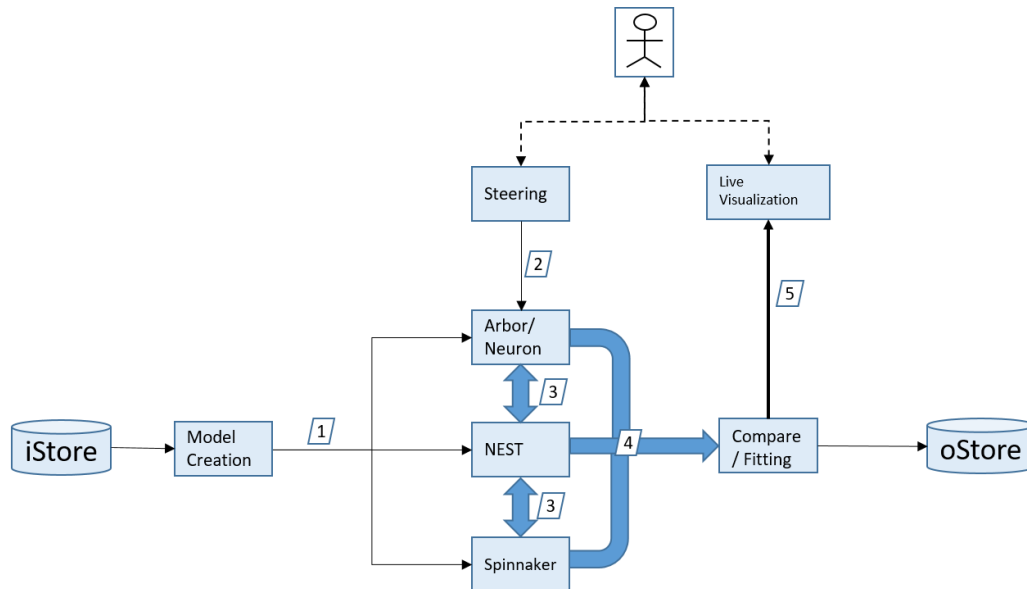 Steering
Live
Visualization
2
5
Arbor/
Neuron
3
iStore
Model
Creation
1
NEST
4
Compare
/ Fitting
oStore
3
Spinnaker